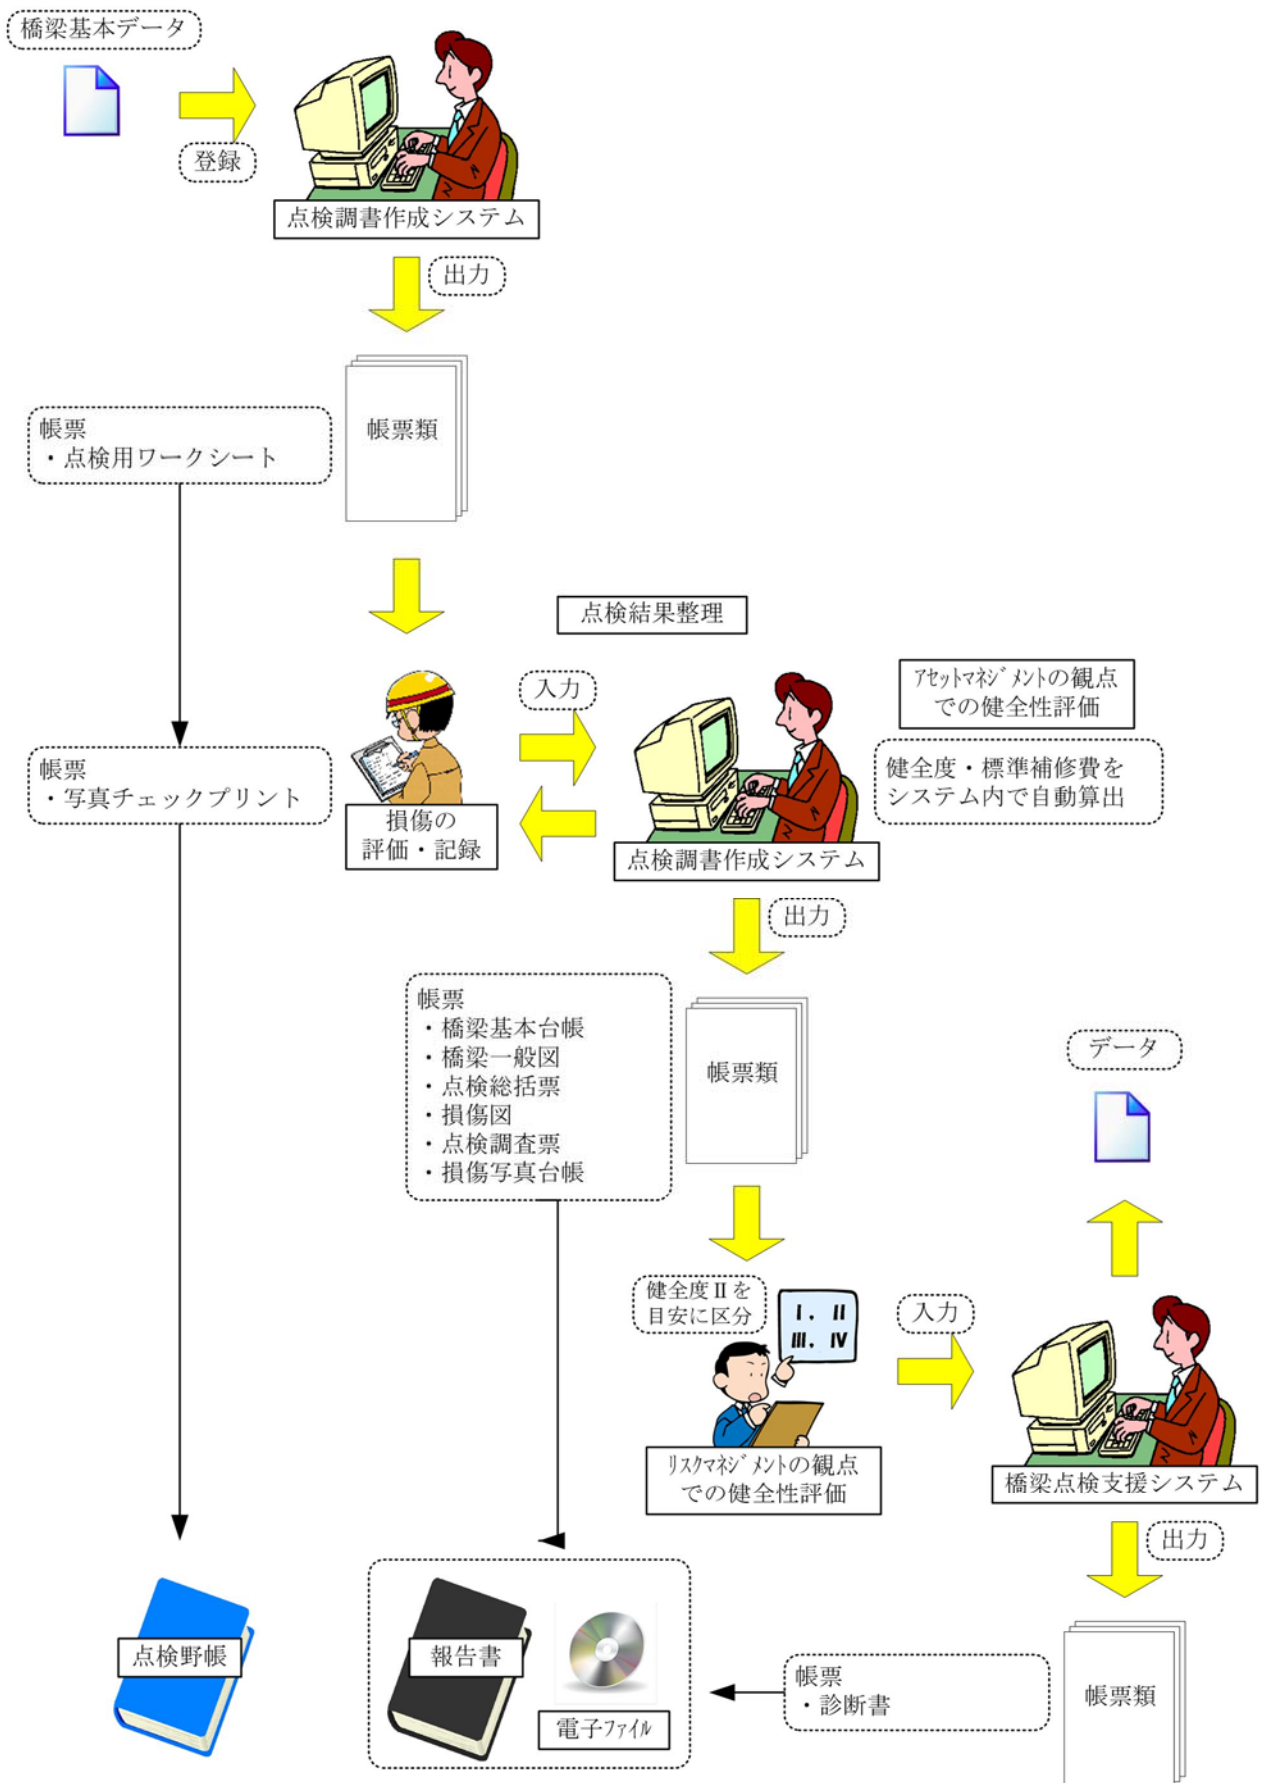 橋梁基本データ
登録
点検調書作成システム
出力
帳票類
帳票
・点検用ワークシート
点検結果整理
入力
アセットマネジメントの観点
での健全性評価
健全度・標準補修費を
システム内で自動算出
帳票
・写真チェックプリント
損傷の
評価・記録
点検調書作成システム
出力
帳票
・橋梁基本台帳
・橋梁一般図
・点検総括票
・損傷図
・点検調査票
・損傷写真台帳
帳票類
データ
健全度Ⅱを
目安に区分
Ⅰ, Ⅱ
Ⅲ, Ⅳ
入力
リスクマネジメントの観点
での健全性評価
橋梁点検支援システム
出力
点検野帳
報告書
電子ファイル
帳票
・診断書
帳票類